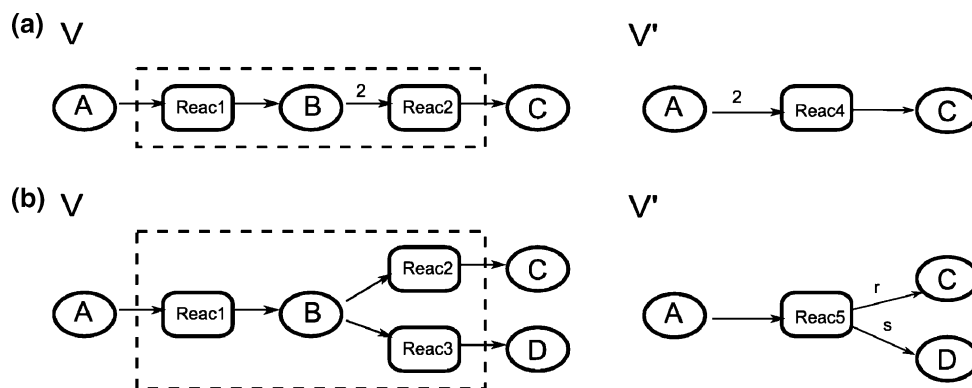 (a) V V'
A Reac1 B 2 Reac2 C A 2 Reac4 C
(b) V V'
Reac2 C C
A Reac1 B A Reac5 r
Reac3 D s D